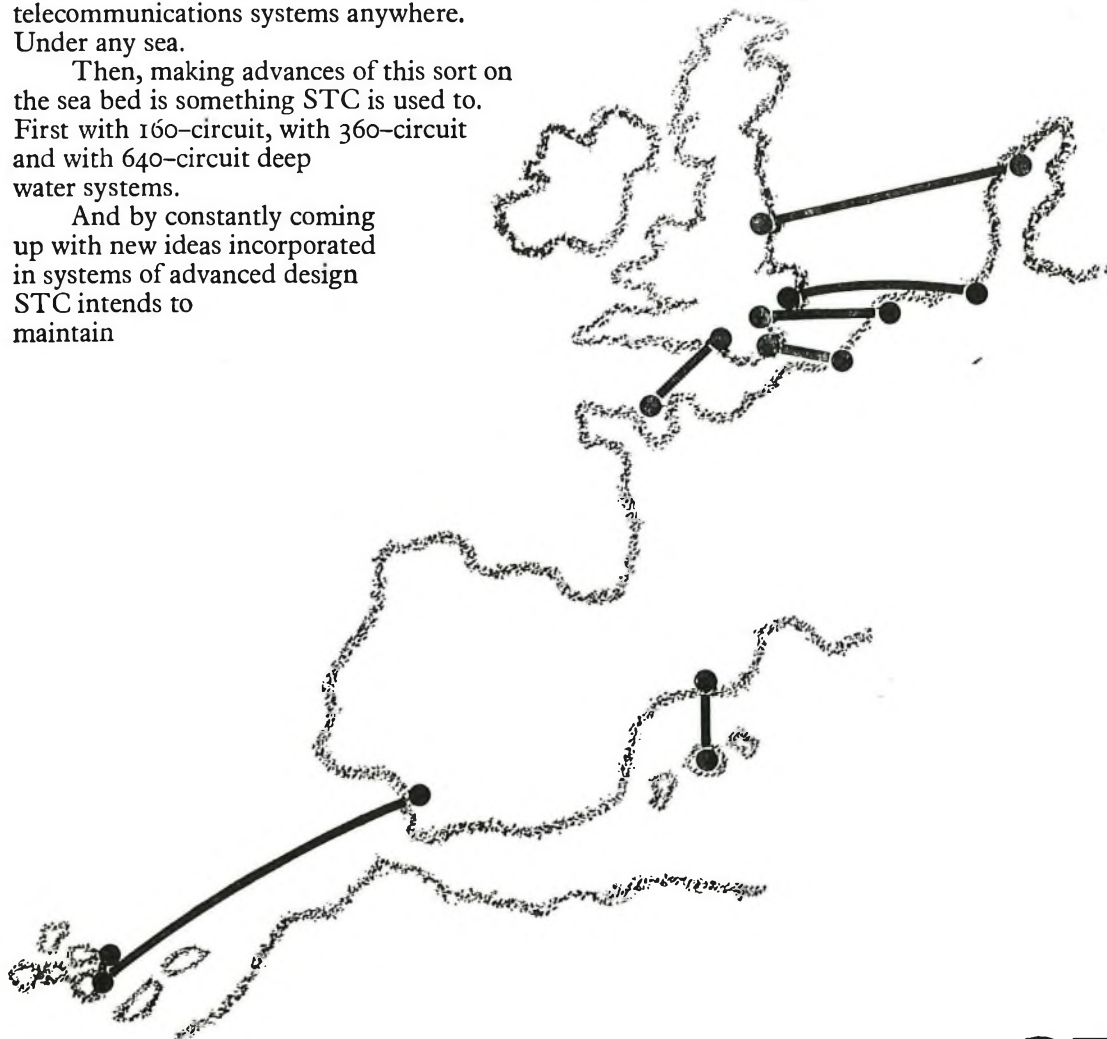 telecommunications systems anywhere.
Under any sea.
Then, making advances of this sort on
the sea bed is something STC is used to.
First with 160–circuit, with 360–circuit
and with 640–circuit deep
water systems.
And by constantly coming
up with new ideas incorporated
in systems of advanced design
STC intends to
maintain